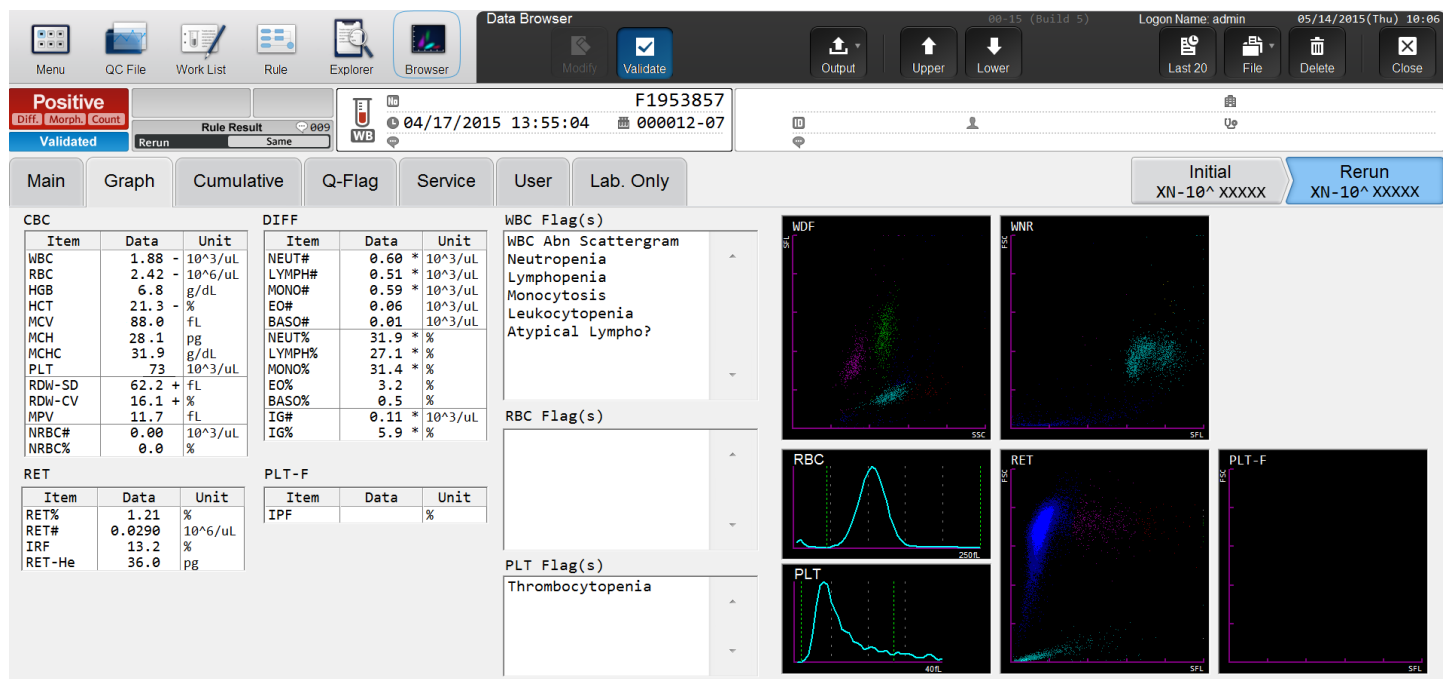 Data Browser
00-15 (Build 5)
Logon Name: admin
05/14/2015(Thu) 10:06
Menu
QC File
Work List
Rule
Explorer
Browser
Modify
Validate
Output
Upper
Lower
Last 20
File
Delete
Close
Positive
Diff. Morph. Count
Validated
Rule Result 009
Rerun Same
WB
No F1953857
04/17/2015 13:55:04 000012-07
ID
Main
Graph
Cumulative
Q-Flag
Service
User
Lab. Only
Initial
XN-10^ XXXXX
Rerun
XN-10^ XXXXX
CBC
Item Data Unit
WBC 1.88 - 10^3/uL
RBC 2.42 - 10^6/uL
HGB 6.8 g/dL
HCT 21.3 - %
MCV 88.0 fL
MCH 28.1 pg
MCHC 31.9 g/dL
PLT 73 10^3/uL
RDW-SD 62.2 + fL
RDW-CV 16.1 + %
MPV 11.7 fL
NRBC# 0.00 10^3/uL
NRBC% 0.0 %
DIFF
Item Data Unit
NEUT# 0.60 * 10^3/uL
LYMPH# 0.51 * 10^3/uL
MONO# 0.59 * 10^3/uL
EO# 0.06 10^3/uL
BASO# 0.01 10^3/uL
NEUT% 31.9 * %
LYMPH% 27.1 * %
MONO% 31.4 * %
EO% 3.2 %
BASO% 0.5 %
IG# 0.11 * 10^3/uL
IG% 5.9 * %
RET
Item Data Unit
RET% 1.21 %
RET# 0.0290 10^6/uL
IRF 13.2 %
RET-He 36.0 pg
PLT-F
Item Data Unit
IPF %
WBC Flag(s)
WBC Abn Scattergram
Neutropenia
Lymphopenia
Monocytosis
Leukocytopenia
Atypical Lympho?
RBC Flag(s)
PLT Flag(s)
Thrombocytopenia
WDF
SFL
SSC
WNR
FSC
SFL
RBC
250fL
PLT
40fL
RET
FSC
SFL
PLT-F
FSC
SFL